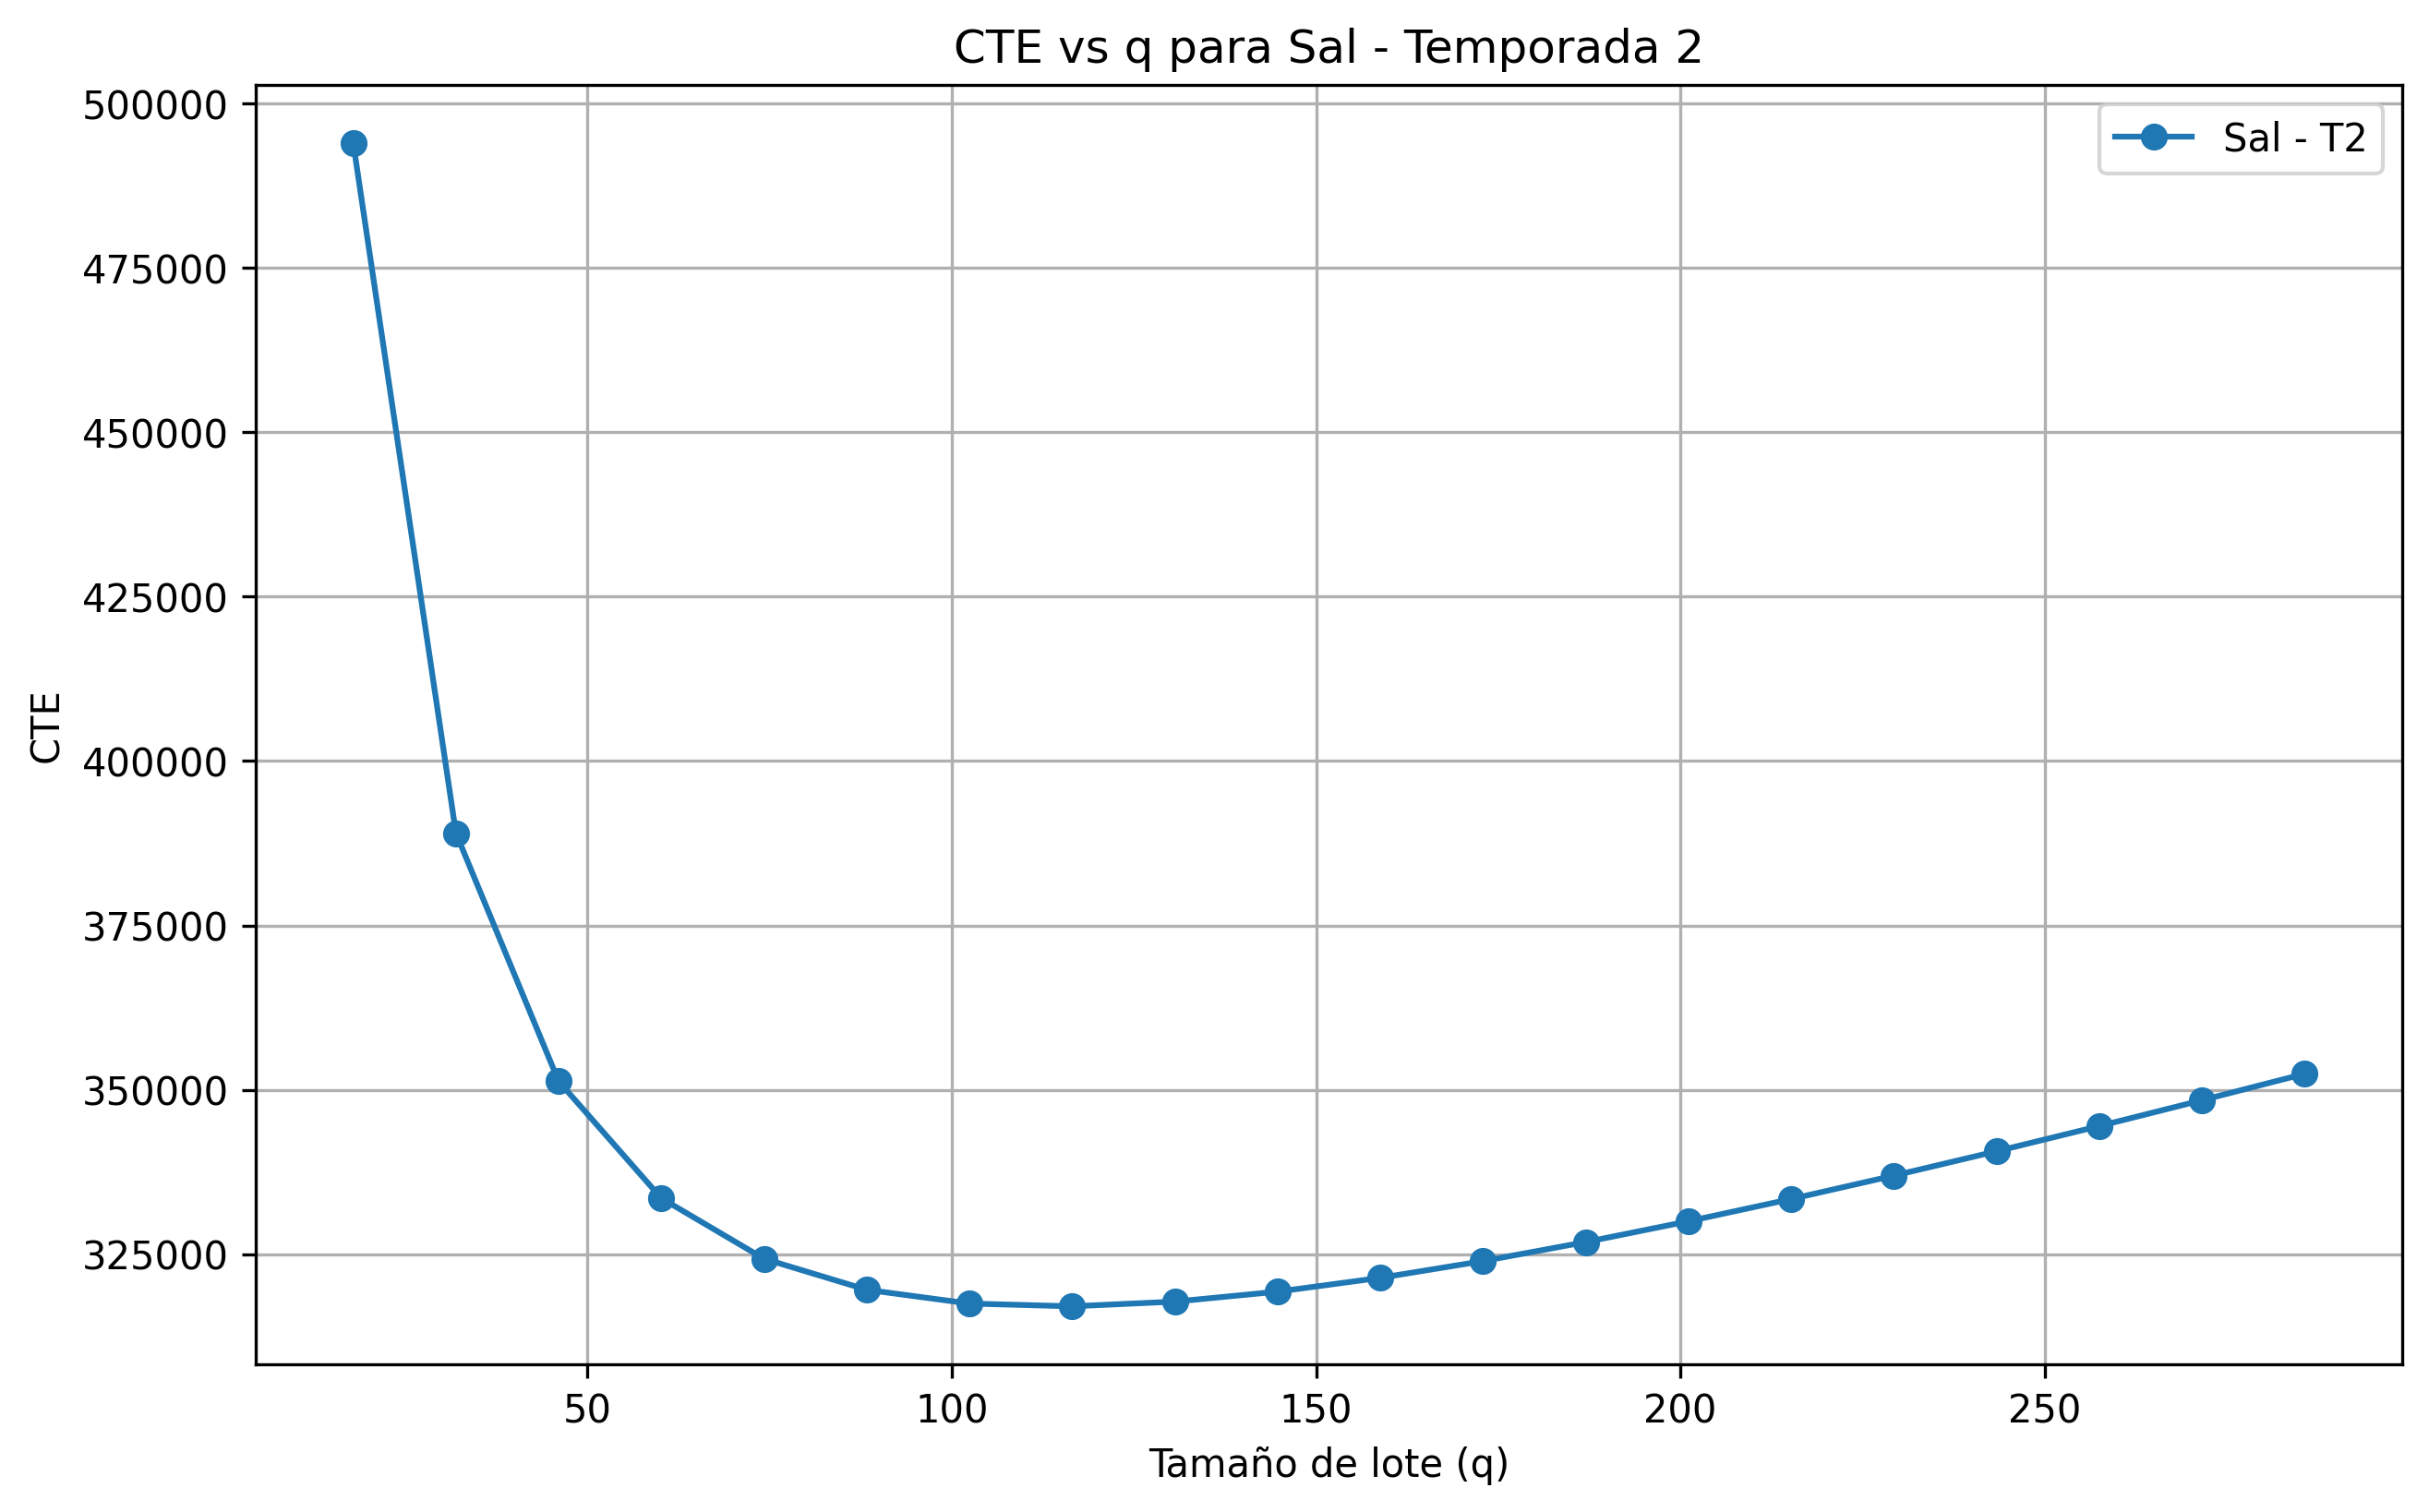 CTE vs q para Sal - Temporada 2
Sal - T2
500000
475000
450000
425000
400000
375000
350000
325000
CTE
50 100 150 200 250
Tamaño de lote (q)